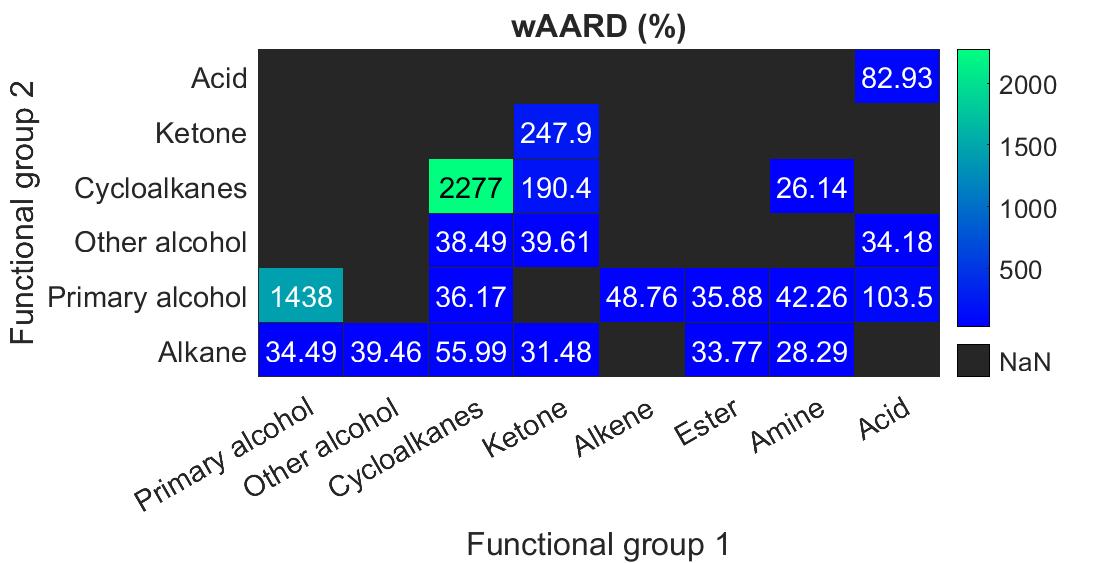 wAARD (%)
Functional group 2
Acid 82.93
Ketone 247.9
Cycloalkanes 2277 190.4 26.14
Other alcohol 38.49 39.61 34.18
Primary alcohol 1438 36.17 48.76 35.88 42.26 103.5
Alkane 34.49 39.46 55.99 31.48 33.77 28.29
Primary alcohol Other alcohol Cycloalkanes Ketone Alkene Ester Amine Acid
Functional group 1
2000
1500
1000
500
NaN